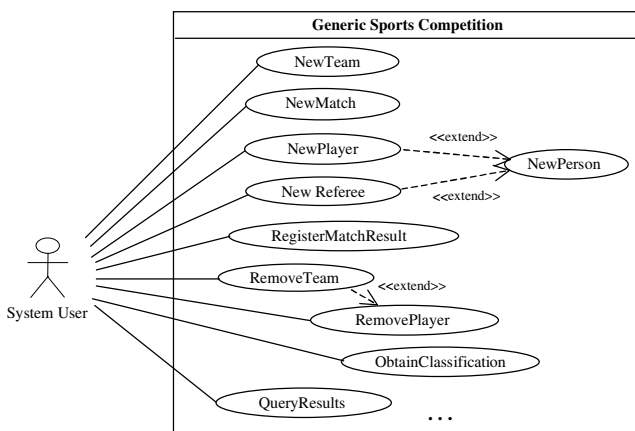 Generic Sports Competition
NewTeam
NewMatch
NewPlayer
<<extend>>
NewPerson
New Referee
<<extend>>
RegisterMatchResult
RemoveTeam
<<extend>>
System User
RemovePlayer
ObtainClassification
QueryResults
...